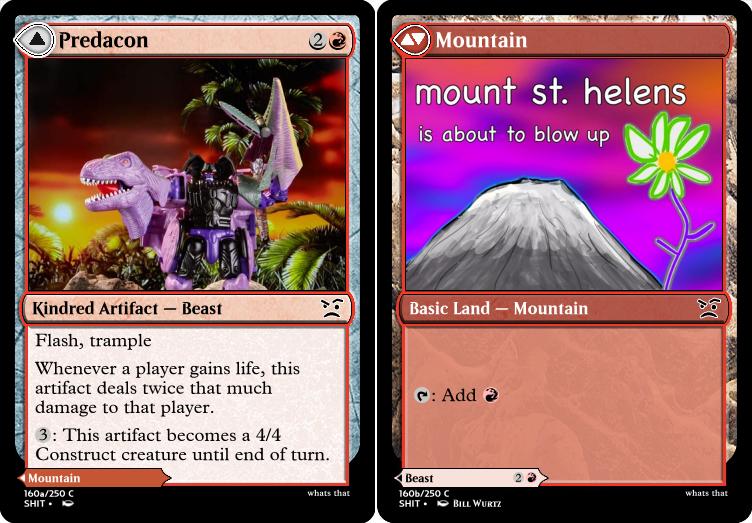 Predacon 2
Kindred Artifact — Beast
Flash, trample
Whenever a player gains life, this
artifact deals twice that much
damage to that player.
3: This artifact becomes a 4/4
Construct creature until end of turn.
Mountain
160a/250 C
SHIT •
whats that
Mountain
mount st. helens
is about to blow up
Basic Land — Mountain
: Add
Beast 2
160b/250 C
SHIT • Bill Wurtz
whats that